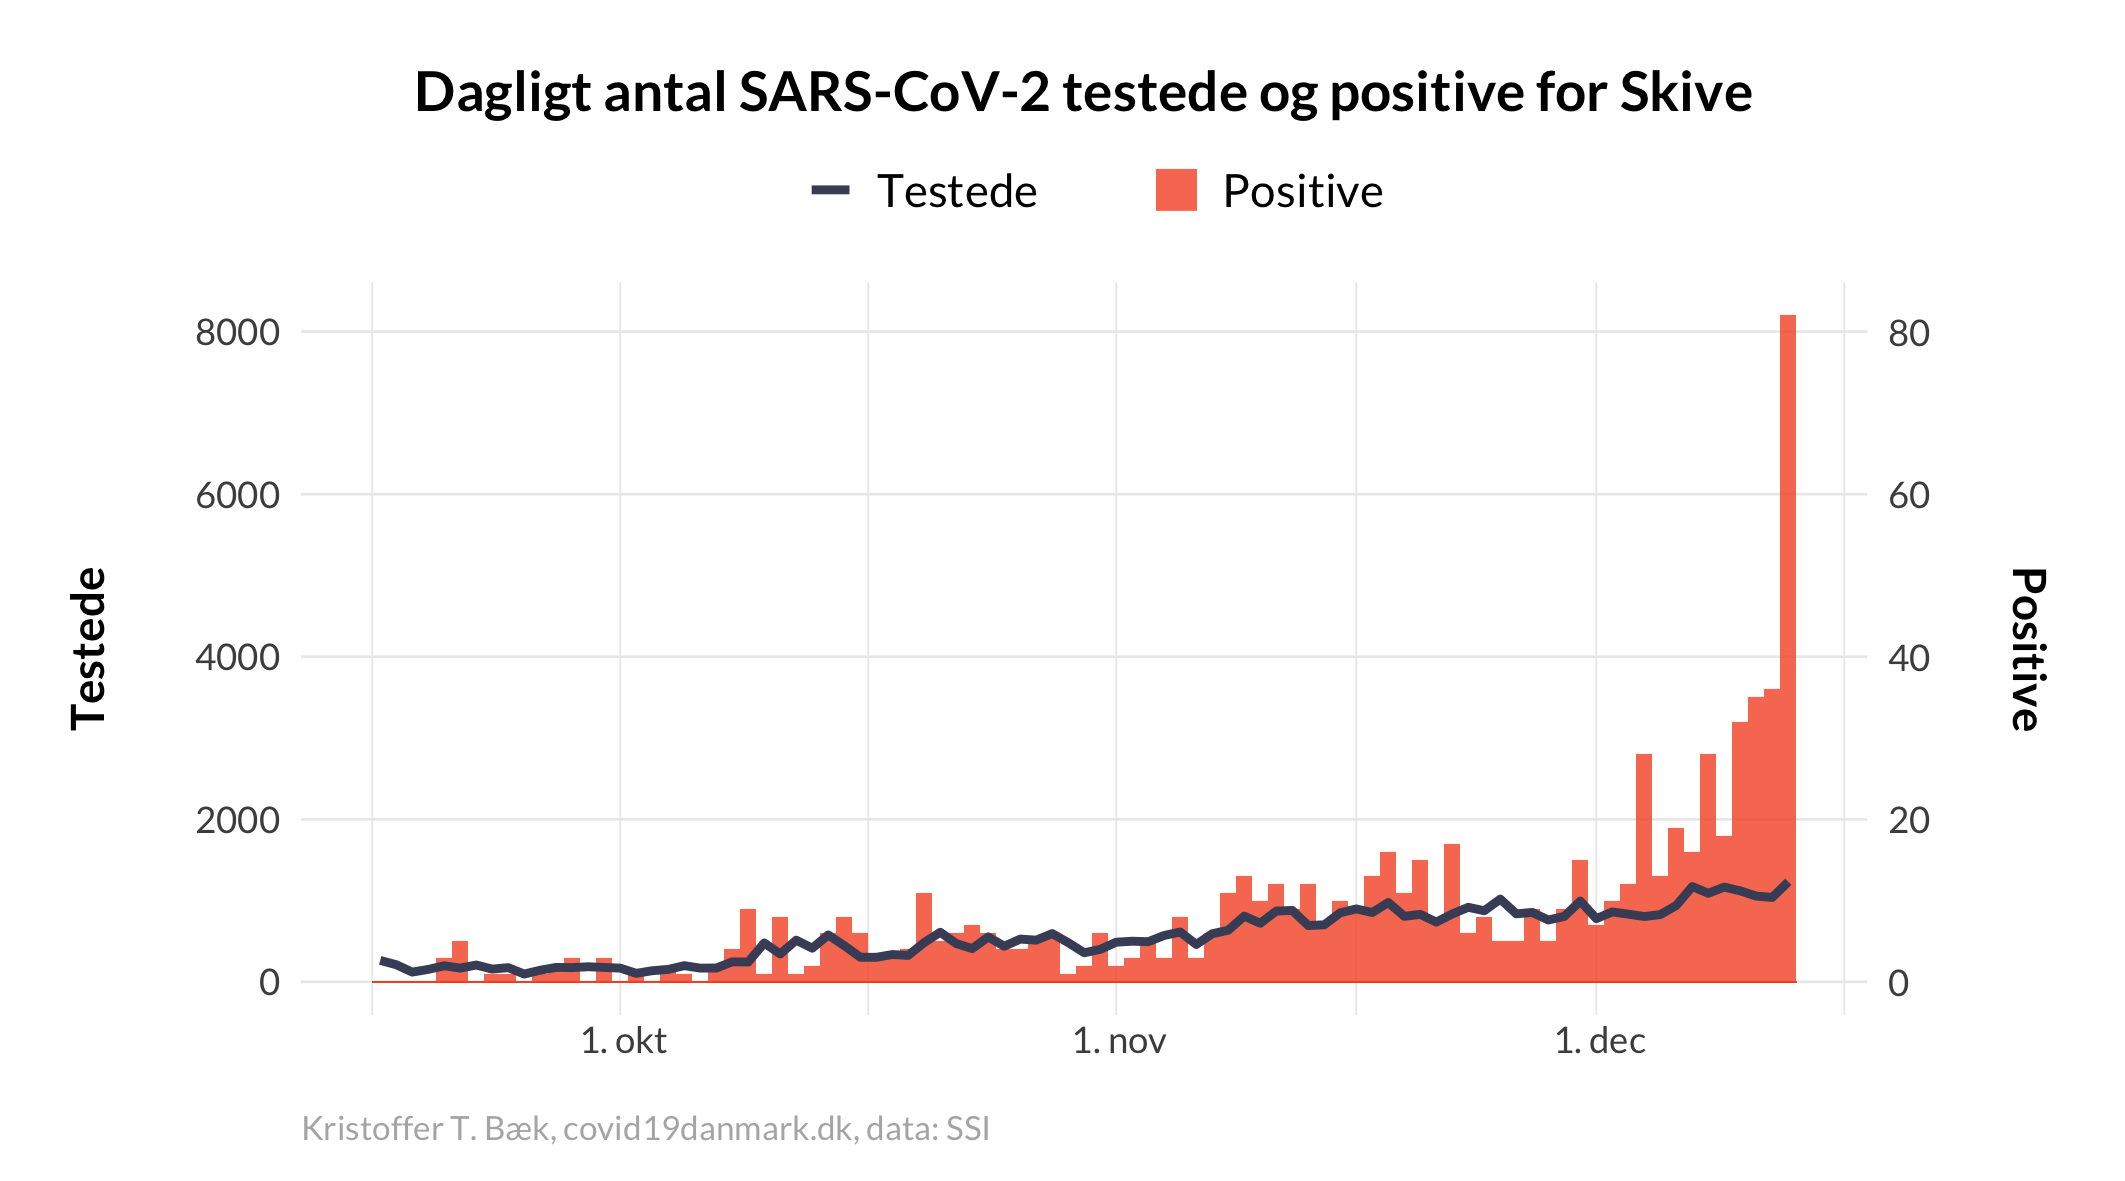 Dagligt antal SARS-CoV-2 testede og positive for Skive
Testede
Positive
8000
6000
4000
2000
0
Testede
80
60
40
20
0
Positive
1. okt
1. nov
1. dec
Kristoffer T. Bæk, covid19danmark.dk, data: SSI